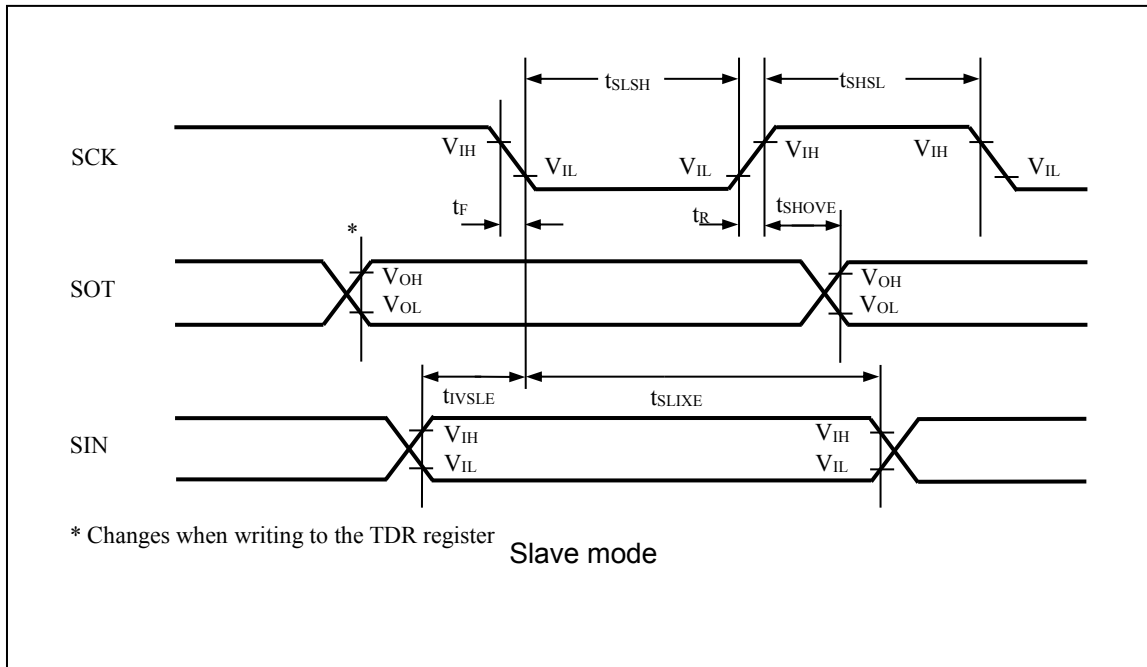 tSLSH
tSHSL
SCK
VIH
VIL
VIL
VIH
VIH
VIL
tF
tR
tSHOVE
*
SOT
VOH
VOL
VOH
VOL
tIVSLE
tSLIXE
SIN
VIH
VIL
VIH
VIL
* Changes when writing to the TDR register
Slave mode